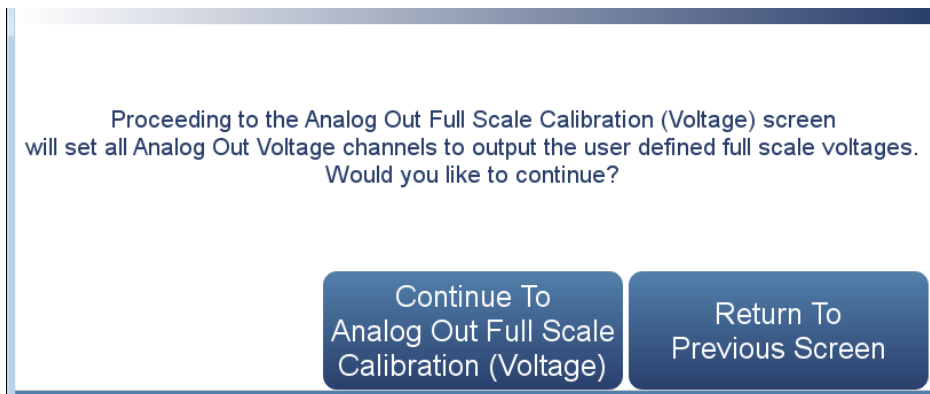 Proceeding to the Analog Out Full Scale Calibration (Voltage) screen
will set all Analog Out Voltage channels to output the user defined full scale voltages.
Would you like to continue?
Continue To
Analog Out Full Scale
Calibration (Voltage)
Return To
Previous Screen